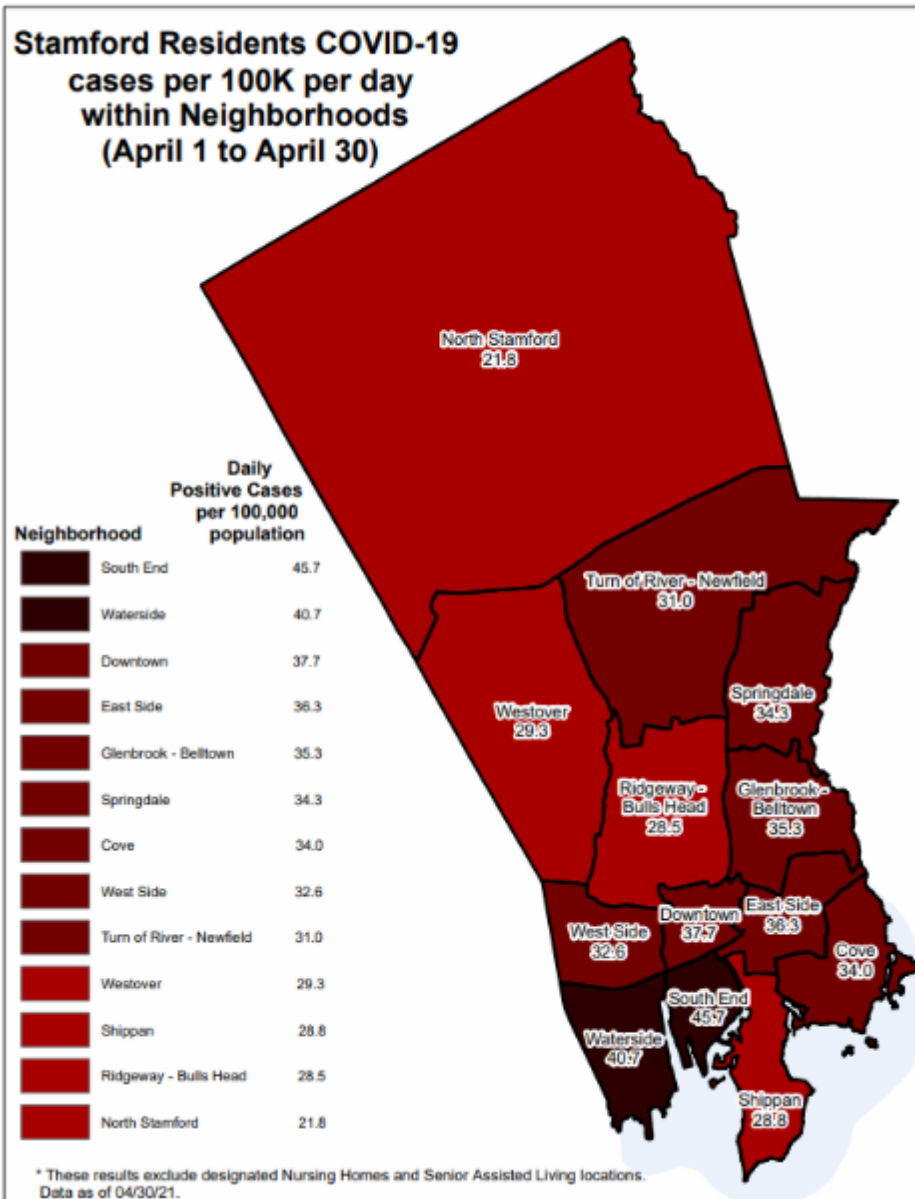 Stamford Residents COVID-19
cases per 100K per day
within Neighborhoods
(April 1 to April 30)
North Stamford
21.8
Turn of River - Newfield
31.0
Springdale
34.3
Westover
29.3
Ridgeway -
Bulls Head
28.5
Glenbrook -
Belltown
35.3
West Side
32.6
Downtown
37.7
East Side
36.3
Cove
34.0
South End
45.7
Waterside
40.7
Shippan
28.8
Daily
Positive Cases
per 100,000
Neighborhood population
South End 45.7
Waterside 40.7
Downtown 37.7
East Side 36.3
Glenbrook - Belltown 35.3
Springdale 34.3
Cove 34.0
West Side 32.6
Turn of River - Newfield 31.0
Westover 29.3
Shippan 28.8
Ridgeway - Bulls Head 28.5
North Stamford 21.8
* These results exclude designated Nursing Homes and Senior Assisted Living locations.
Data as of 04/30/21.